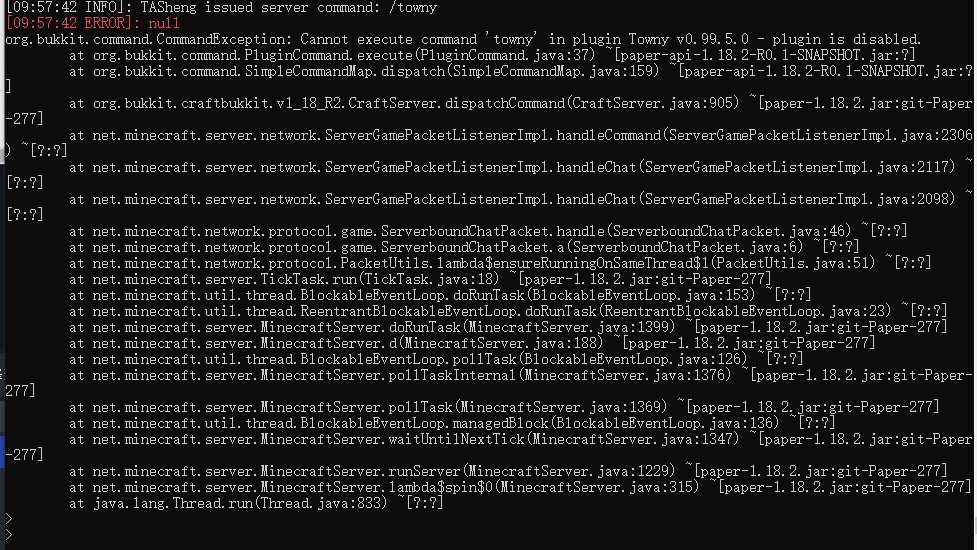 [09:57:42 INFO]: TASheng issued server command: /towny
[09:57:42 ERROR]: null
org.bukkit.command.CommandException: Cannot execute command 'towny' in plugin Towny v0.99.5.0 - plugin is disabled.
        at org.bukkit.command.PluginCommand.execute(PluginCommand.java:37) ~[paper-api-1.18.2-R0.1-SNAPSHOT.jar:?]
        at org.bukkit.command.SimpleCommandMap.dispatch(SimpleCommandMap.java:159) ~[paper-api-1.18.2-R0.1-SNAPSHOT.jar:?
]
        at org.bukkit.craftbukkit.v1_18_R2.CraftServer.dispatchCommand(CraftServer.java:905) ~[paper-1.18.2.jar:git-Paper
-277]
        at net.minecraft.server.network.ServerGamePacketListenerImpl.handleCommand(ServerGamePacketListenerImpl.java:2306
) ~[?:?]
        at net.minecraft.server.network.ServerGamePacketListenerImpl.handleChat(ServerGamePacketListenerImpl.java:2117) ~
[?:?]
        at net.minecraft.server.network.ServerGamePacketListenerImpl.handleChat(ServerGamePacketListenerImpl.java:2098) ~
[?:?]
        at net.minecraft.network.protocol.game.ServerboundChatPacket.handle(ServerboundChatPacket.java:46) ~[?:?]
        at net.minecraft.network.protocol.game.ServerboundChatPacket.a(ServerboundChatPacket.java:6) ~[?:?]
        at net.minecraft.network.protocol.PacketUtils.lambda$ensureRunningOnSameThread$1(PacketUtils.java:51) ~[?:?]
        at net.minecraft.server.TickTask.run(TickTask.java:18) ~[paper-1.18.2.jar:git-Paper-277]
        at net.minecraft.util.thread.BlockableEventLoop.doRunTask(BlockableEventLoop.java:153) ~[?:?]
        at net.minecraft.util.thread.ReentrantBlockableEventLoop.doRunTask(ReentrantBlockableEventLoop.java:23) ~[?:?]
        at net.minecraft.server.MinecraftServer.doRunTask(MinecraftServer.java:1399) ~[paper-1.18.2.jar:git-Paper-277]
        at net.minecraft.server.MinecraftServer.d(MinecraftServer.java:188) ~[paper-1.18.2.jar:git-Paper-277]
        at net.minecraft.util.thread.BlockableEventLoop.pollTask(BlockableEventLoop.java:126) ~[?:?]
        at net.minecraft.server.MinecraftServer.pollTaskInternal(MinecraftServer.java:1376) ~[paper-1.18.2.jar:git-Paper-
277]
        at net.minecraft.server.MinecraftServer.pollTask(MinecraftServer.java:1369) ~[paper-1.18.2.jar:git-Paper-277]
        at net.minecraft.util.thread.BlockableEventLoop.managedBlock(BlockableEventLoop.java:136) ~[?:?]
        at net.minecraft.server.MinecraftServer.waitUntilNextTick(MinecraftServer.java:1347) ~[paper-1.18.2.jar:git-Paper
-277]
        at net.minecraft.server.MinecraftServer.runServer(MinecraftServer.java:1229) ~[paper-1.18.2.jar:git-Paper-277]
        at net.minecraft.server.MinecraftServer.lambda$spin$0(MinecraftServer.java:315) ~[paper-1.18.2.jar:git-Paper-277]
        at java.lang.Thread.run(Thread.java:833) ~[?:?]
>
>